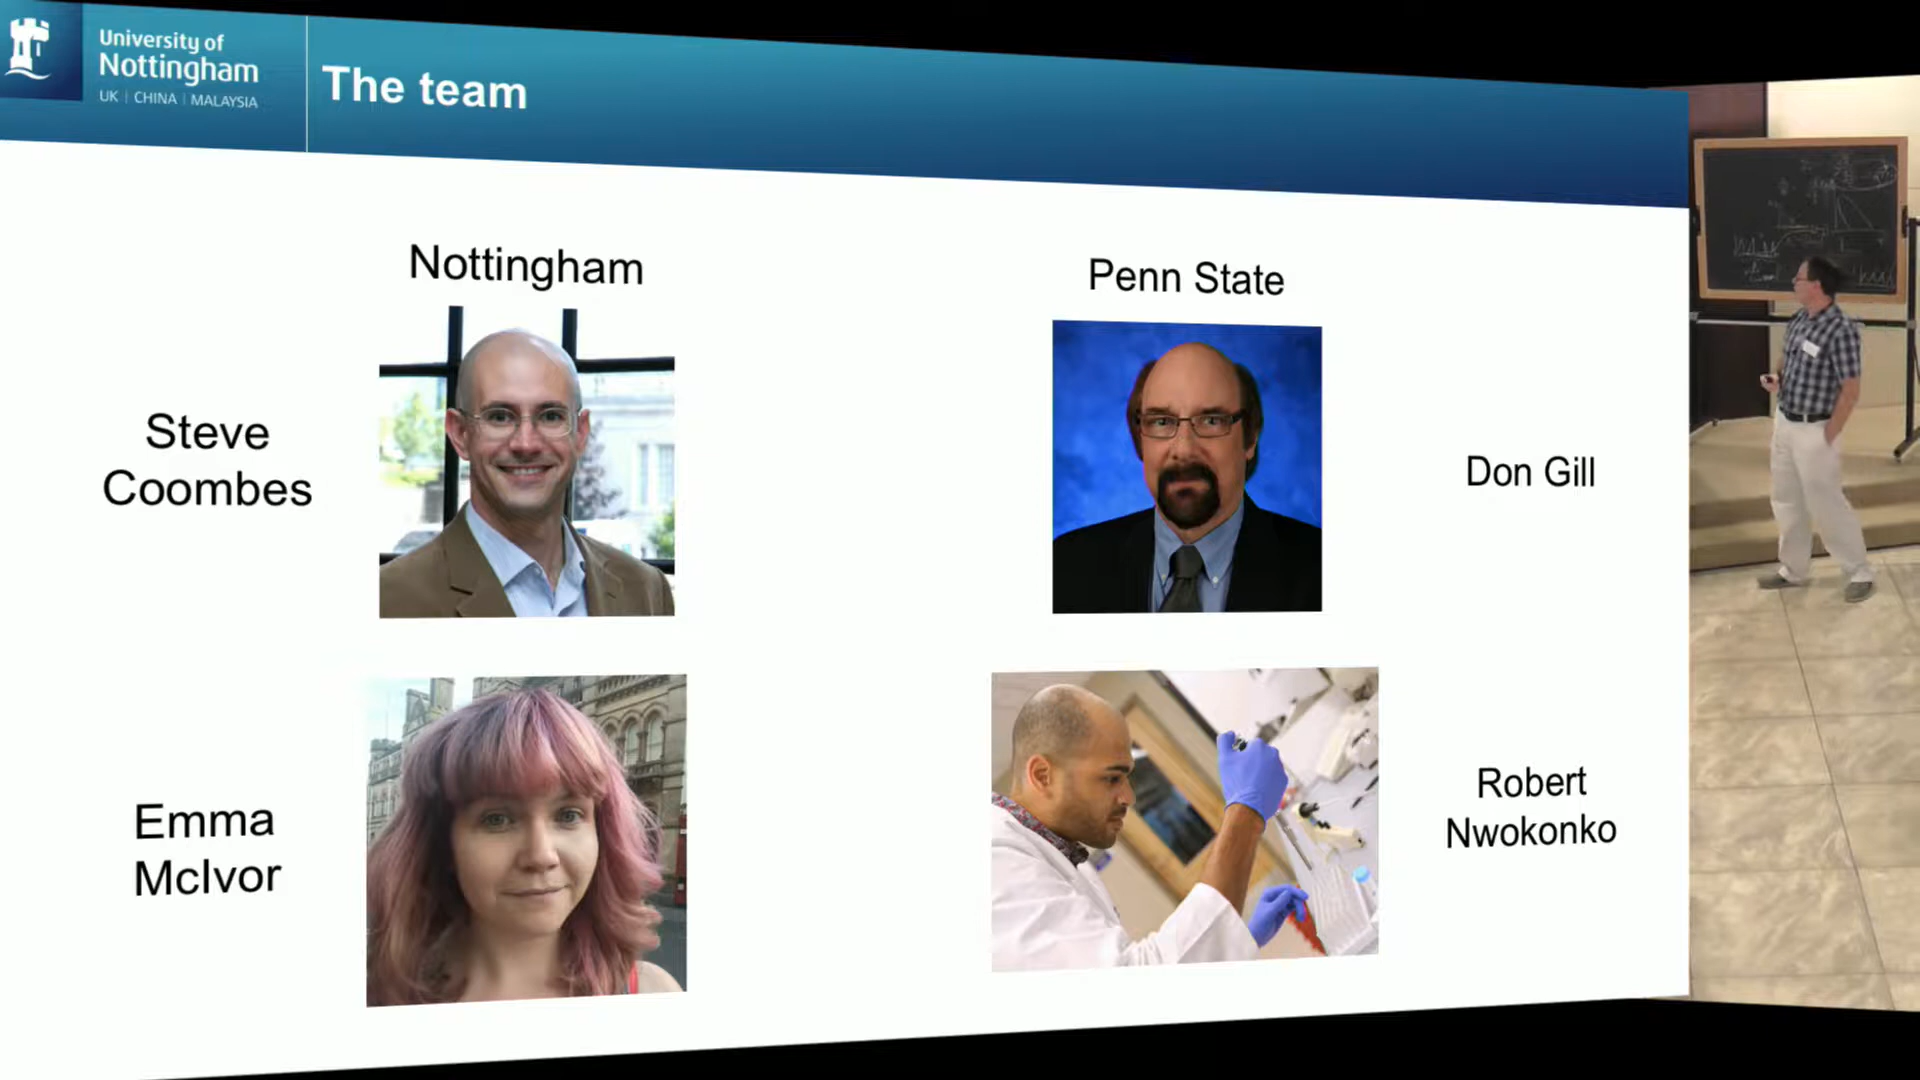 University of
Nottingham
UK | CHINA | MALAYSIA
The team
Nottingham
Penn State
Steve
Coombes
Don Gill
Emma
McIvor
Robert
Nwokonko